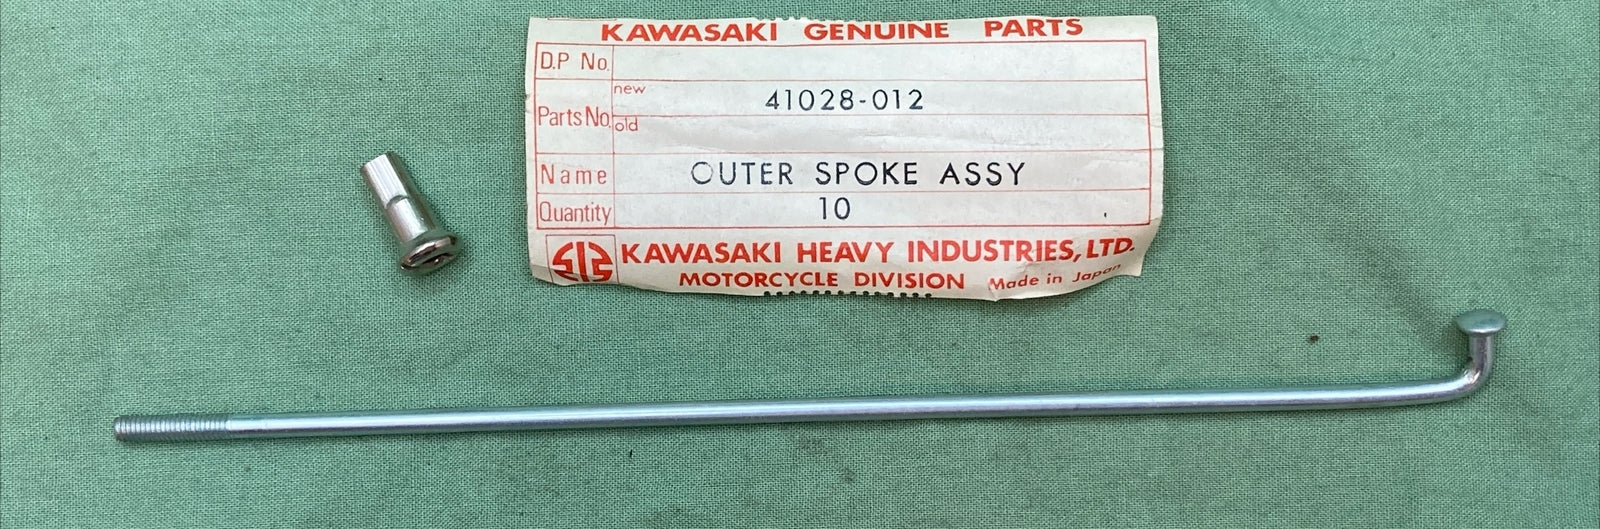 KAWASAKI GENUINE PARTS
D.P No.
Parts No. new 41028-012
old
Name OUTER SPOKE ASSY
Quantity 10
KAWASAKI HEAVY INDUSTRIES, LTD.
MOTORCYCLE DIVISION Made in Japan